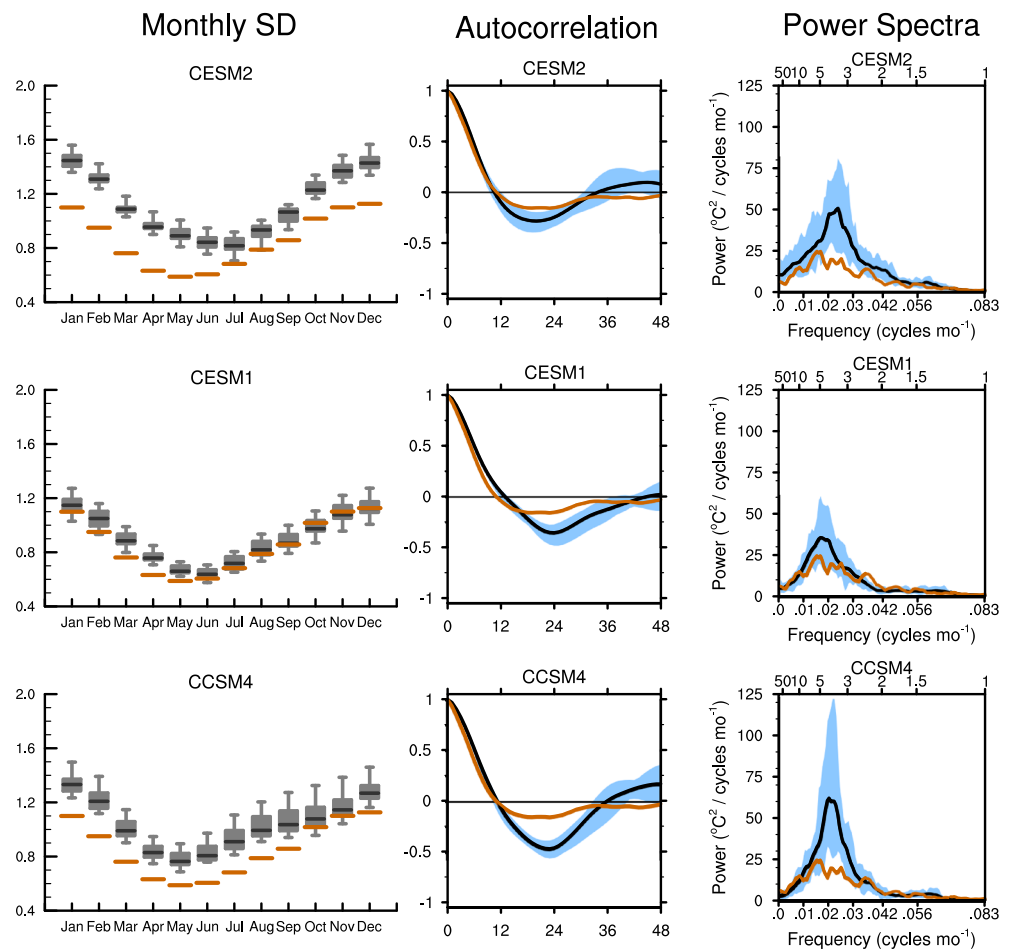 Monthly SD
Autocorrelation
Power Spectra
CESM2
2.0
1.6
1.2
0.8
0.4
Jan Feb Mar Apr May Jun Jul Aug Sep Oct Nov Dec
CESM2
1
0.5
0
-0.5
-1
0 12 24 36 48
CESM2
5010 5 3 2 1.5 1
125
100
75
50
25
0
Power (°C² / cycles mo⁻¹)
.0 .01 .02 .03 .042 .056 .083
Frequency (cycles mo⁻¹)
CESM1
2.0
1.6
1.2
0.8
0.4
Jan Feb Mar Apr May Jun Jul Aug Sep Oct Nov Dec
CESM1
1
0.5
0
-0.5
-1
0 12 24 36 48
CESM1
5010 5 3 2 1.5 1
125
100
75
50
25
0
Power (°C² / cycles mo⁻¹)
.0 .01 .02 .03 .042 .056 .083
Frequency (cycles mo⁻¹)
CCSM4
2.0
1.6
1.2
0.8
0.4
Jan Feb Mar Apr May Jun Jul Aug Sep Oct Nov Dec
CCSM4
1
0.5
0
-0.5
-1
0 12 24 36 48
CCSM4
5010 5 3 2 1.5 1
125
100
75
50
25
0
Power (°C² / cycles mo⁻¹)
.0 .01 .02 .03 .042 .056 .083
Frequency (cycles mo⁻¹)